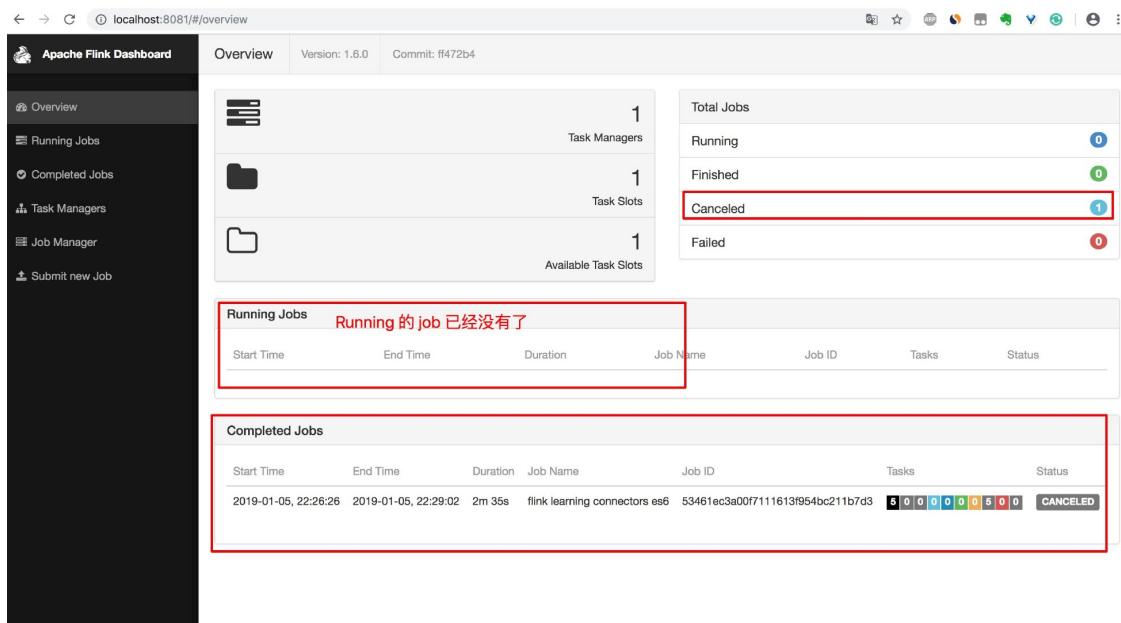 localhost:8081/#/overview
Apache Flink Dashboard
Overview
Version: 1.6.0
Commit: ff472b4
Overview
Running Jobs
Completed Jobs
Task Managers
Job Manager
Submit new Job
1
Task Managers
1
Task Slots
1
Available Task Slots
Total Jobs
Running 0
Finished 0
Canceled 1
Failed 0
Running Jobs
Running 的 job 已经没有了
Start Time End Time Duration Job Name Job ID Tasks Status
Completed Jobs
Start Time End Time Duration Job Name Job ID Tasks Status
2019-01-05, 22:26:26 2019-01-05, 22:29:02 2m 35s flink learning connectors es6 53461ec3a00f7111613f954bc211b7d3 5 0 0 0 0 0 0 5 0 0 CANCELED